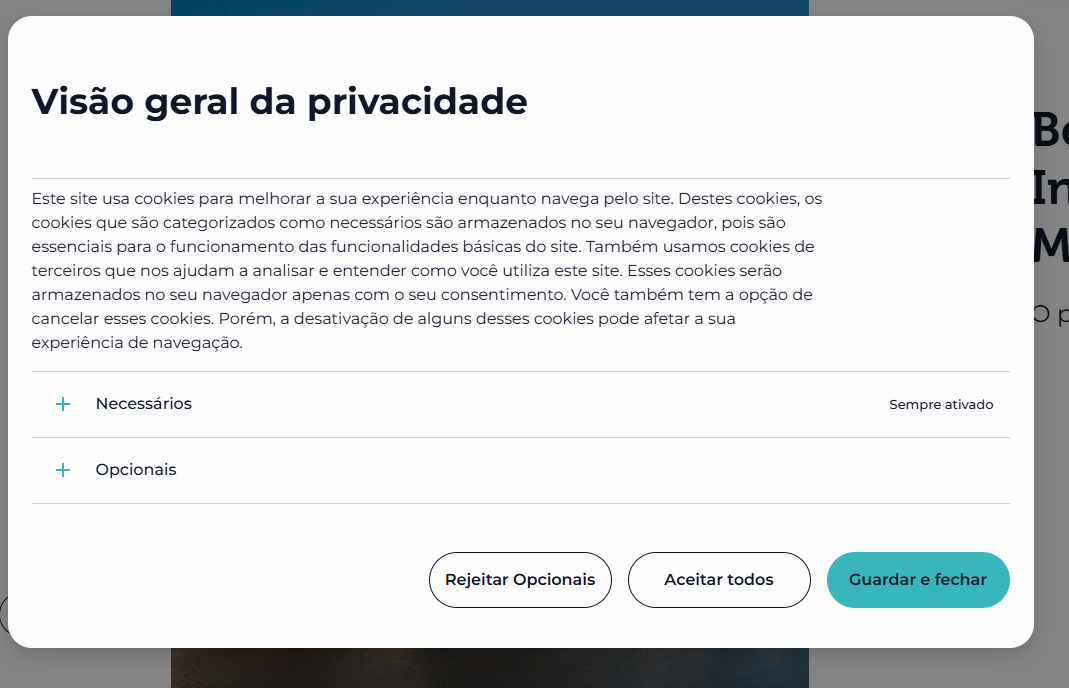 Visão geral da privacidade
Este site usa cookies para melhorar a sua experiência enquanto navega pelo site. Destes cookies, os
cookies que são categorizados como necessários são armazenados no seu navegador, pois são
essenciais para o funcionamento das funcionalidades básicas do site. Também usamos cookies de
terceiros que nos ajudam a analisar e entender como você utiliza este site. Esses cookies serão
armazenados no seu navegador apenas com o seu consentimento. Você também tem a opção de
cancelar esses cookies. Porém, a desativação de alguns desses cookies pode afetar a sua
experiência de navegação.
Necessários
Sempre ativado
Opcionais
Rejeitar Opcionais
Aceitar todos
Guardar e fechar